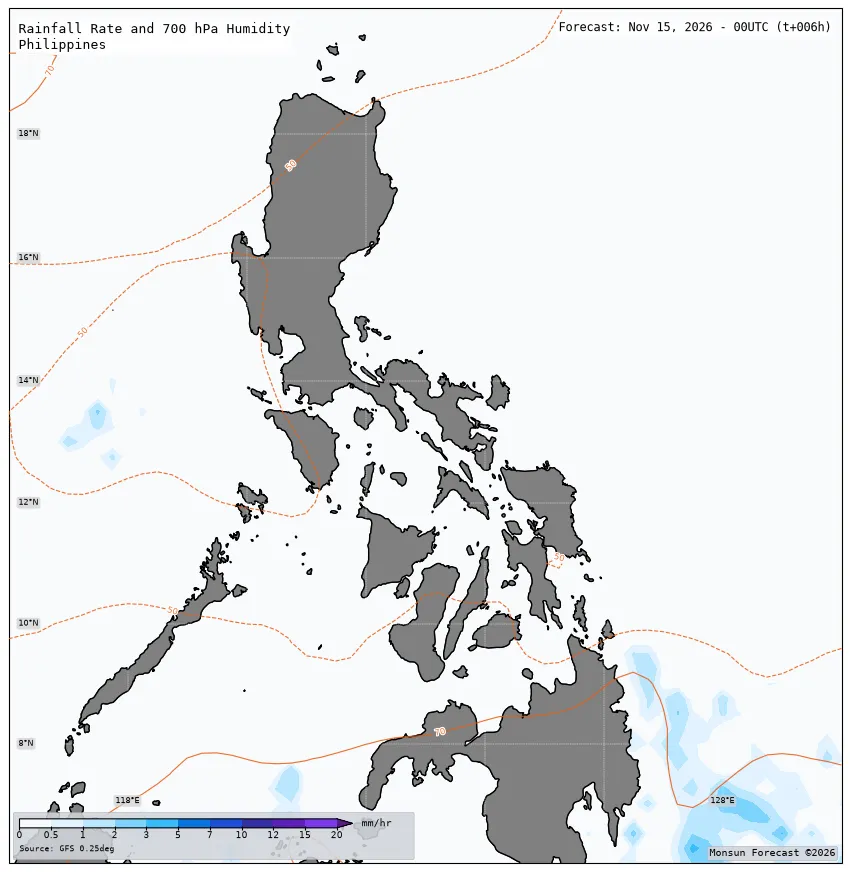 Rainfall Rate and 700 hPa Humidity
Philippines
Forecast: Nov 15, 2026 - 00UTC (t+006h)
70
18°N
50
16°N
50
14°N
12°N
50
50
10°N
70
8°N
118°E
128°E
0 0.5 1 2 3 5 7 10 12 15 20 mm/hr
Source: GFS 0.25deg
Monsun Forecast ©2026